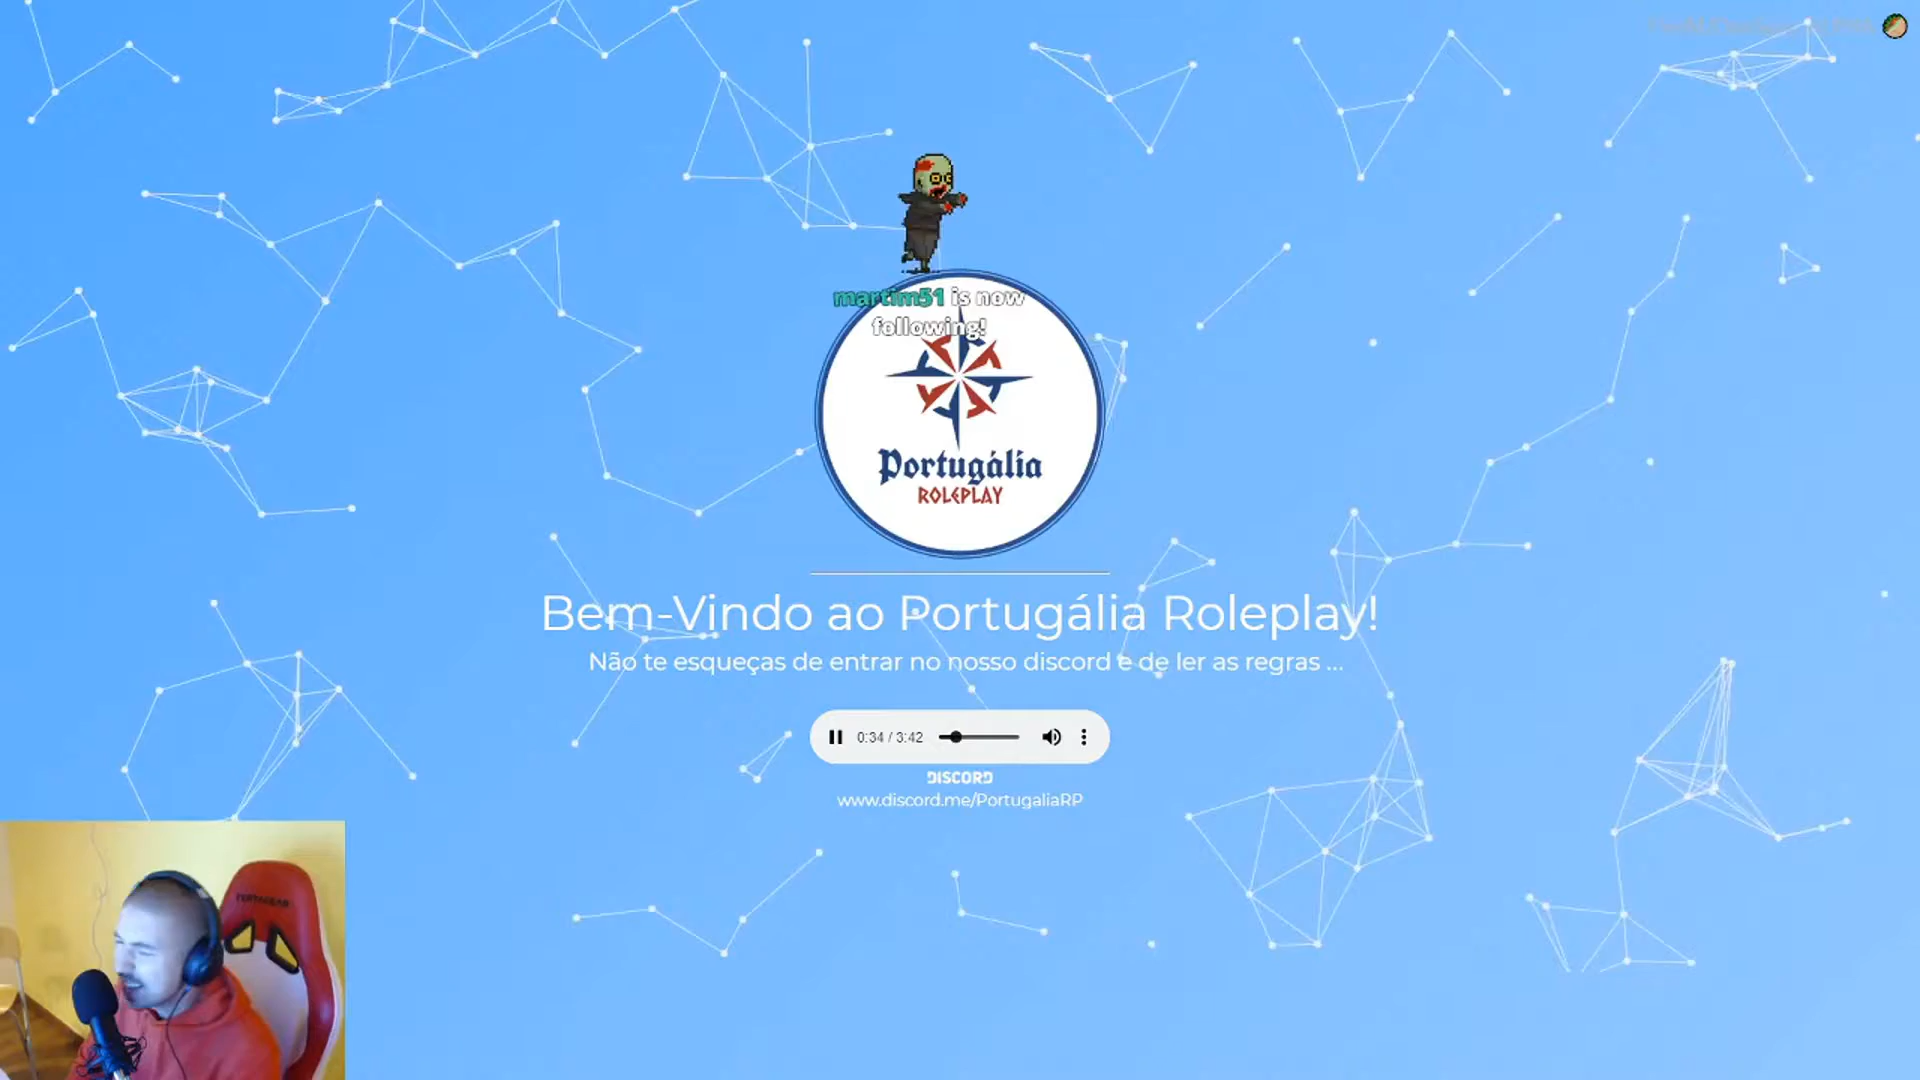 martim51 is now
following!
Portugália
ROLEPLAY
Bem-Vindo ao Portugália Roleplay!
Não te esqueças de entrar no nosso discord e de ler as regras ...
0:34 / 3:42
DISCORD
www.discord.me/PortugaliaRP